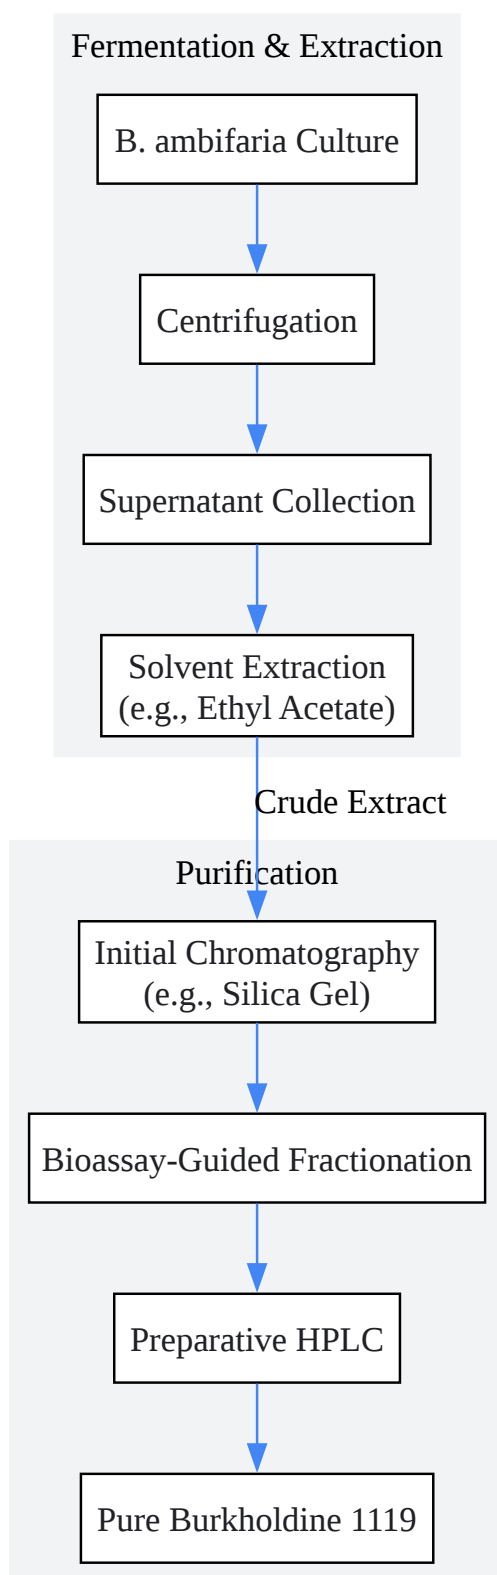 Fermentation & Extraction
B. ambifaria Culture
Centrifugation
Supernatant Collection
Solvent Extraction
(e.g., Ethyl Acetate)
Crude Extract
Purification
Initial Chromatography
(e.g., Silica Gel)
Bioassay-Guided Fractionation
Preparative HPLC
Pure Burkholdine 1119